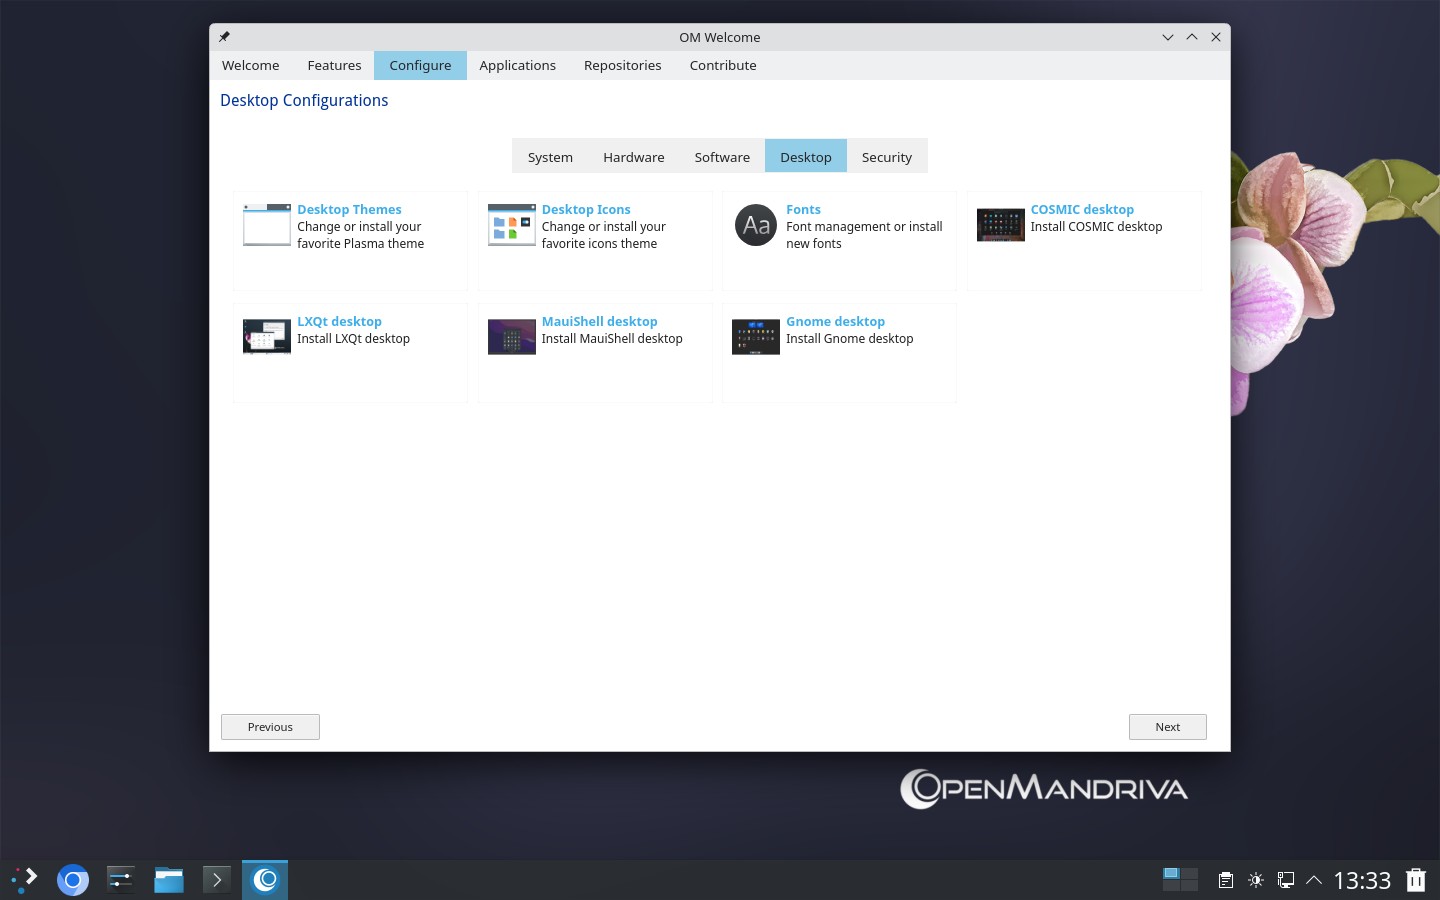 OM Welcome
Welcome Features Configure Applications Repositories Contribute
Desktop Configurations
System Hardware Software Desktop Security
Desktop Themes
Change or install your
favorite Plasma theme
Desktop Icons
Change or install your
favorite icons theme
Aa
Fonts
Font management or install
new fonts
COSMIC desktop
Install COSMIC desktop
LXQt desktop
Install LXQt desktop
MauiShell desktop
Install MauiShell desktop
Gnome desktop
Install Gnome desktop
Previous
Next
OPENMANDRIVA
13:33